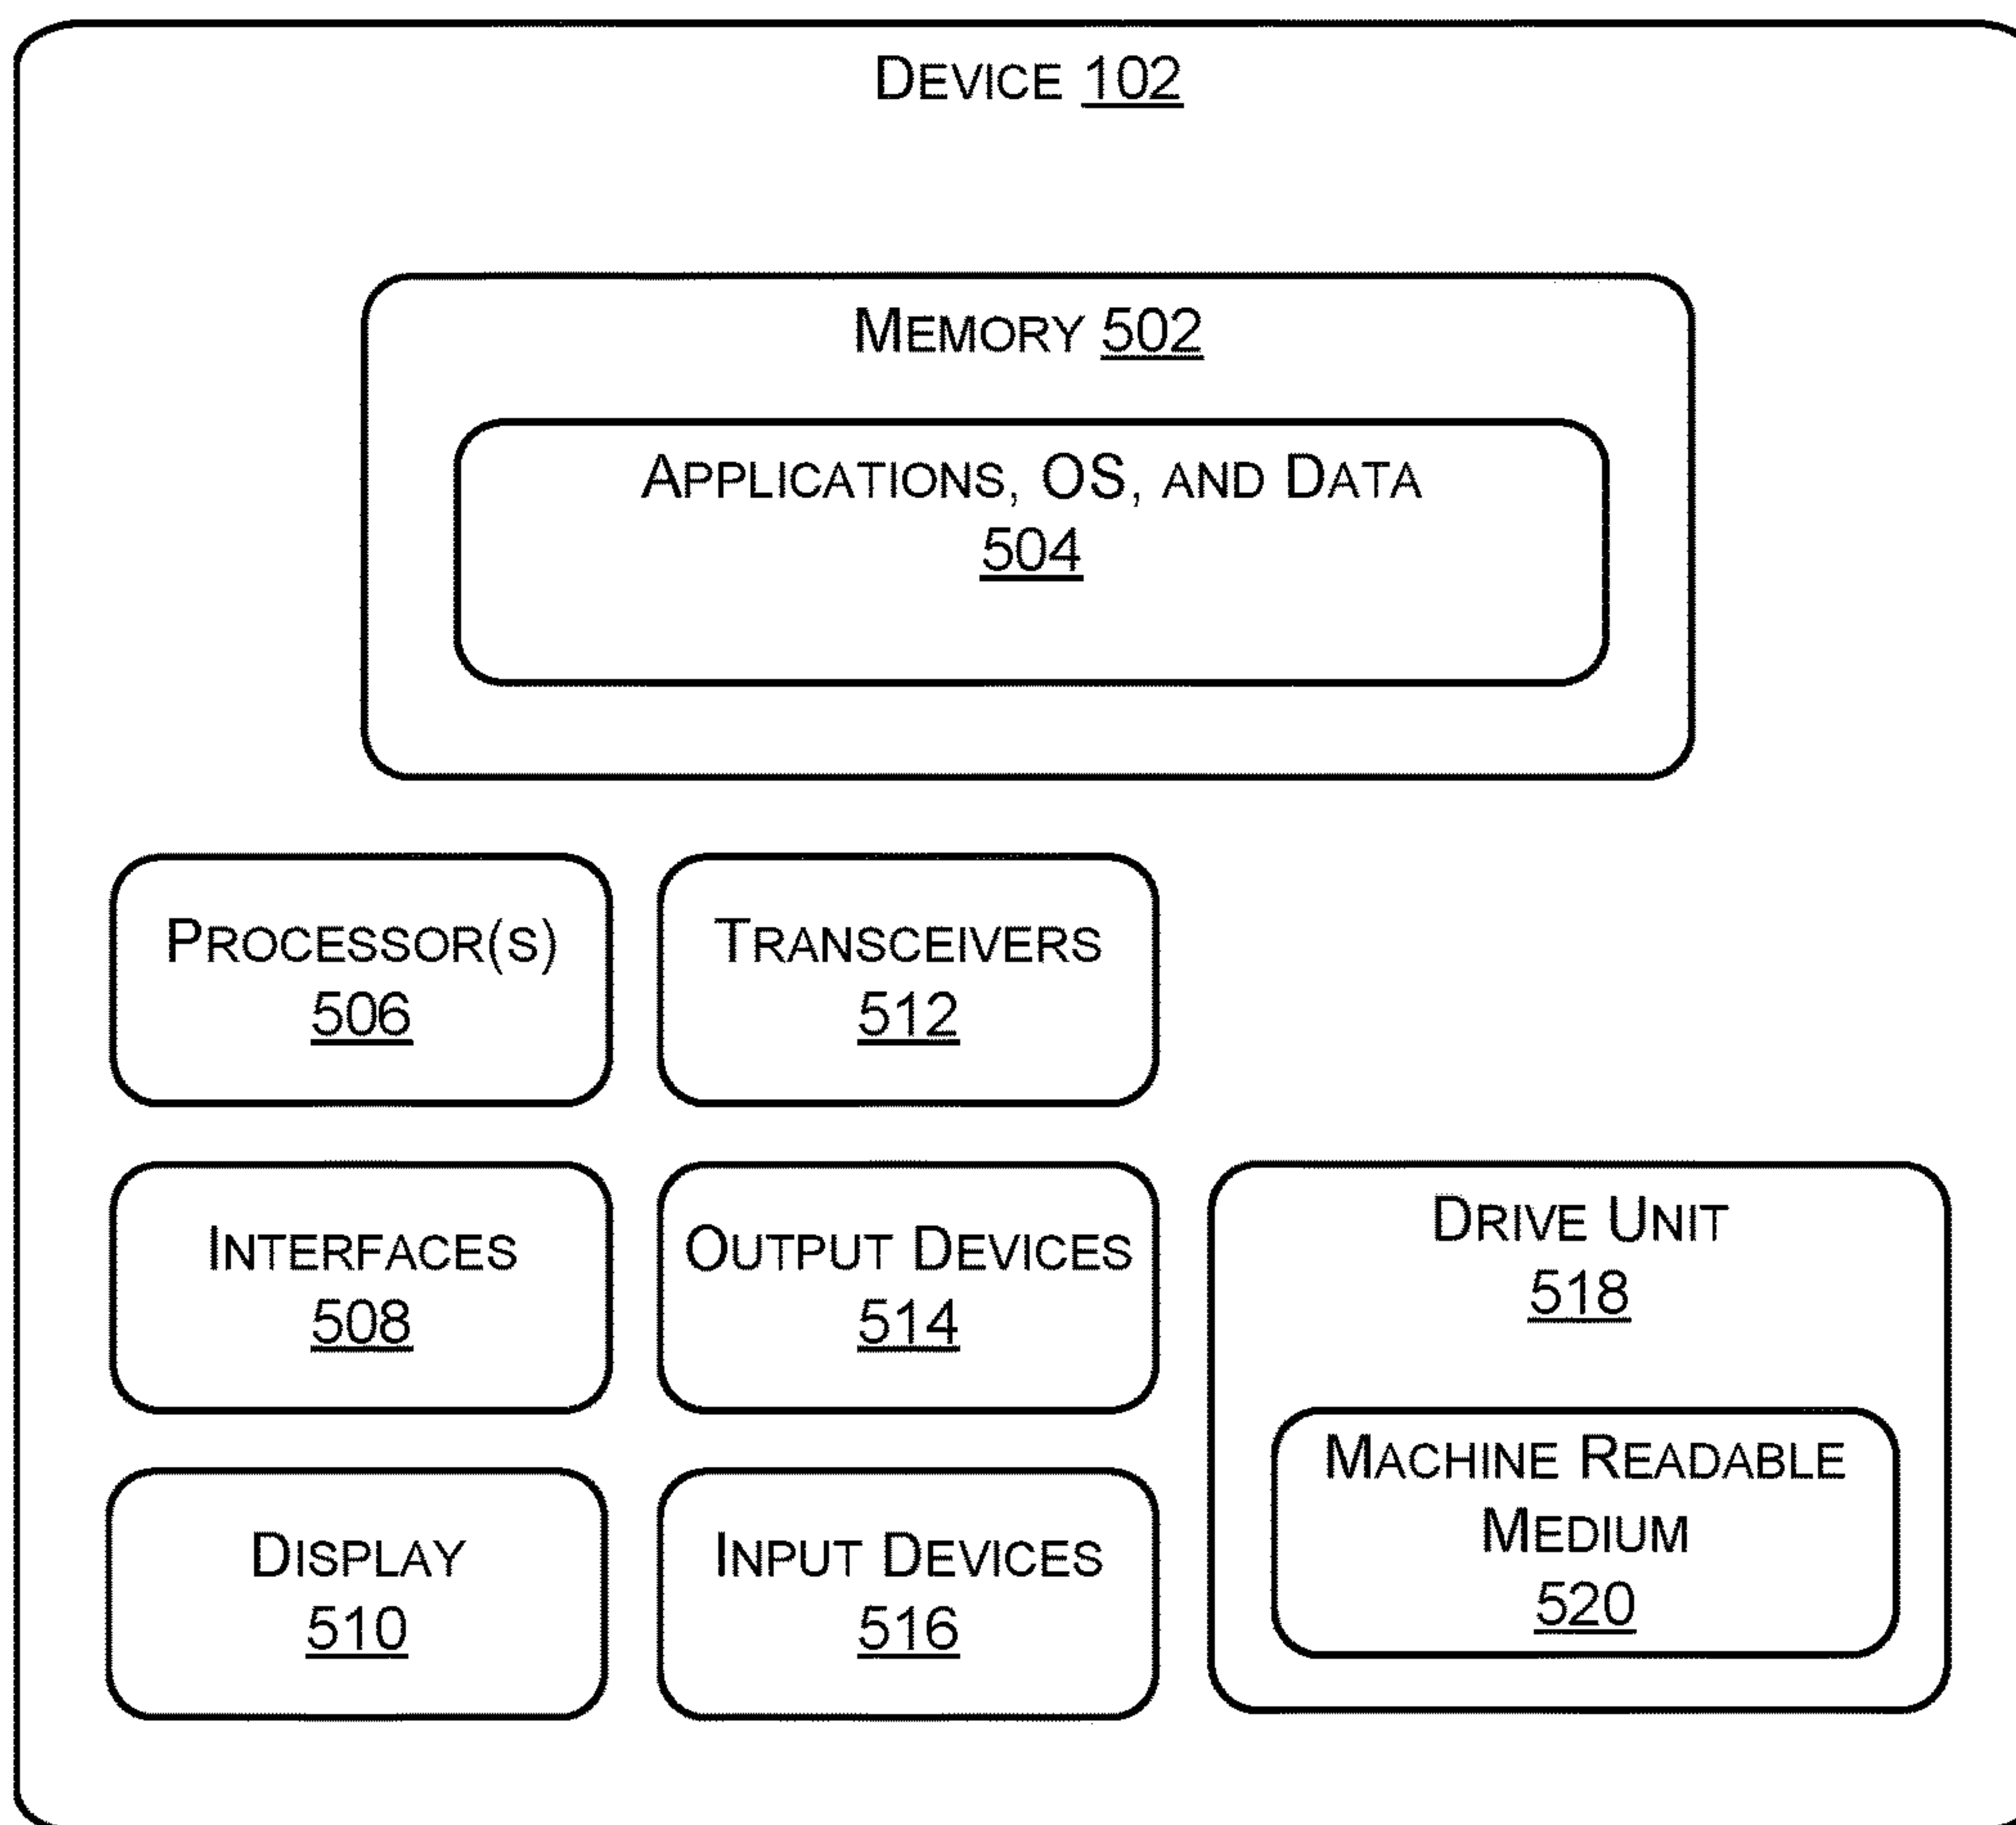 DEVICE 102
MEMORY 502
APPLICATIONS, OS, AND DATA
504
PROCESSOR(S)
506
TRANSCEIVERS
512
INTERFACES
508
OUTPUT DEVICES
514
DRIVE UNIT
518
MACHINE READABLE
MEDIUM
520
DISPLAY
510
INPUT DEVICES
516